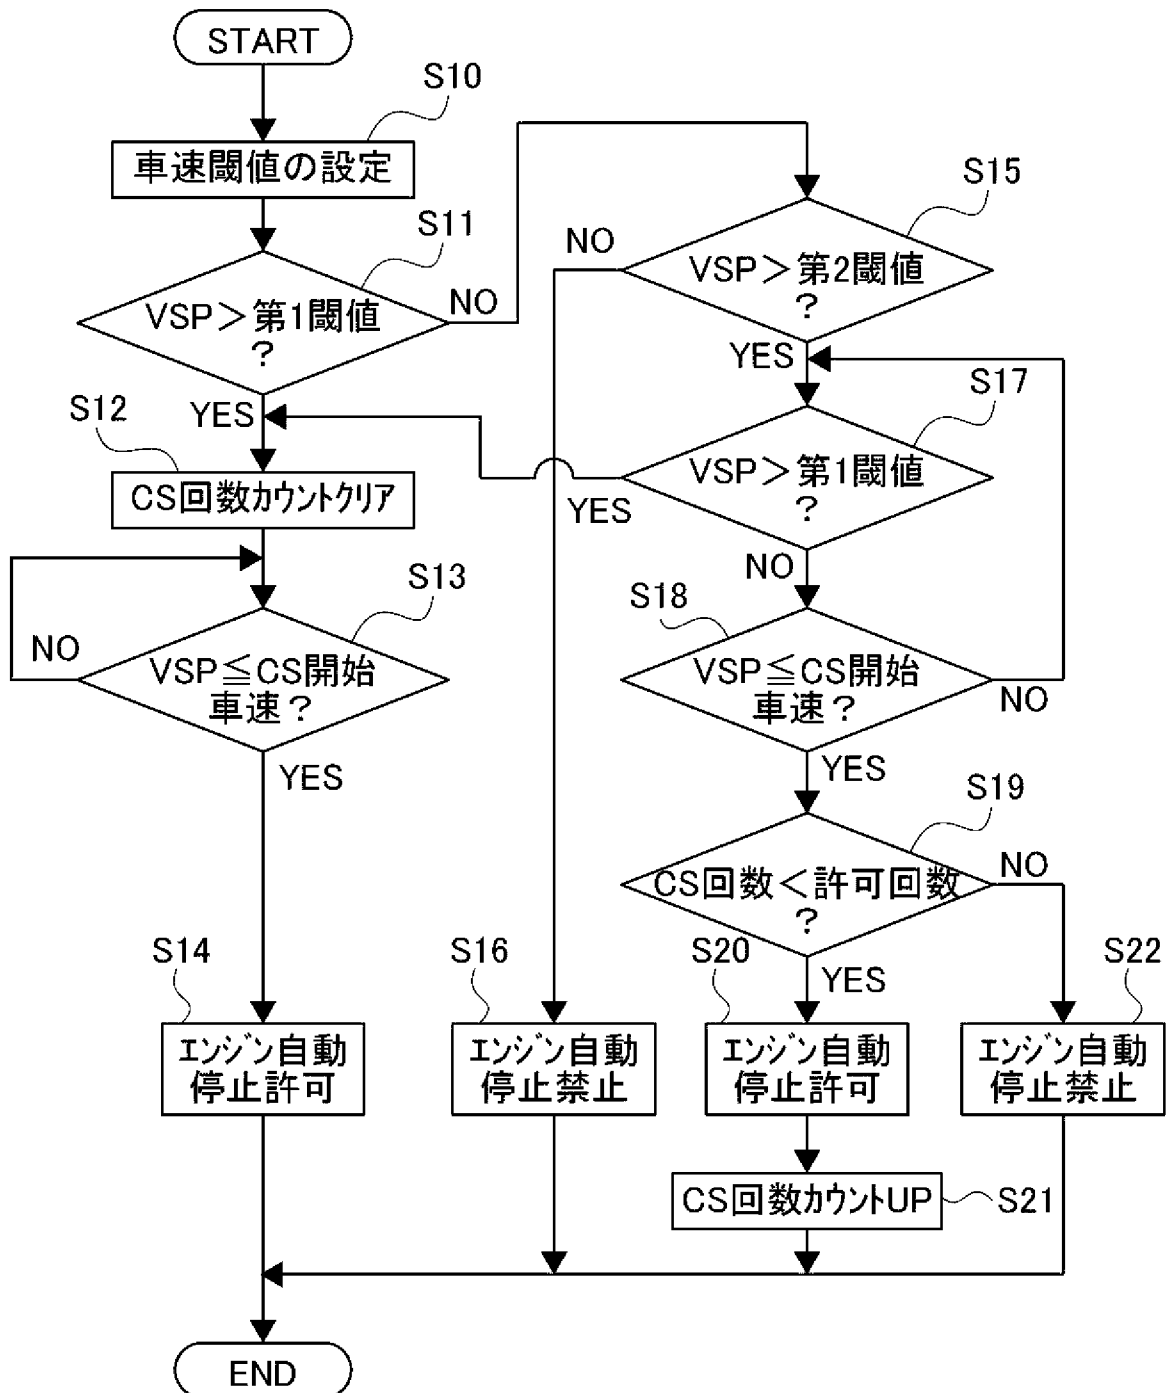 START
S10
車速閾値の設定
S11
VSP＞第1閾値
？
NO
YES
S12
CS回数ｶｳﾝﾄｸﾘｱ
S13
VSP≦CS開始
車速？
NO
YES
S14
ｴﾝｼﾞﾝ自動
停止許可
S15
VSP＞第2閾値
？
NO
YES
S16
ｴﾝｼﾞﾝ自動
停止禁止
S17
VSP＞第1閾値
？
YES
NO
S18
VSP≦CS開始
車速？
NO
YES
S19
CS回数＜許可回数
？
NO
YES
S20
ｴﾝｼﾞﾝ自動
停止許可
S21
CS回数ｶｳﾝﾄUP
S22
ｴﾝｼﾞﾝ自動
停止禁止
END